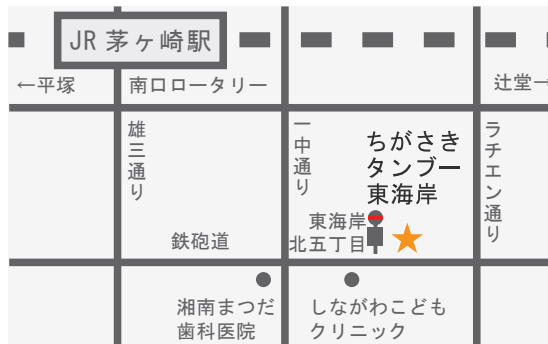 JR 茅ヶ崎駅
←平塚
南口ロータリー
辻堂→
雄三通り
一中通り
ラチエン通り
ちがさき
タンブー
東海岸
東海岸
北五丁目
鉄砲道
湘南まつだ
歯科医院
しながわこども
クリニック